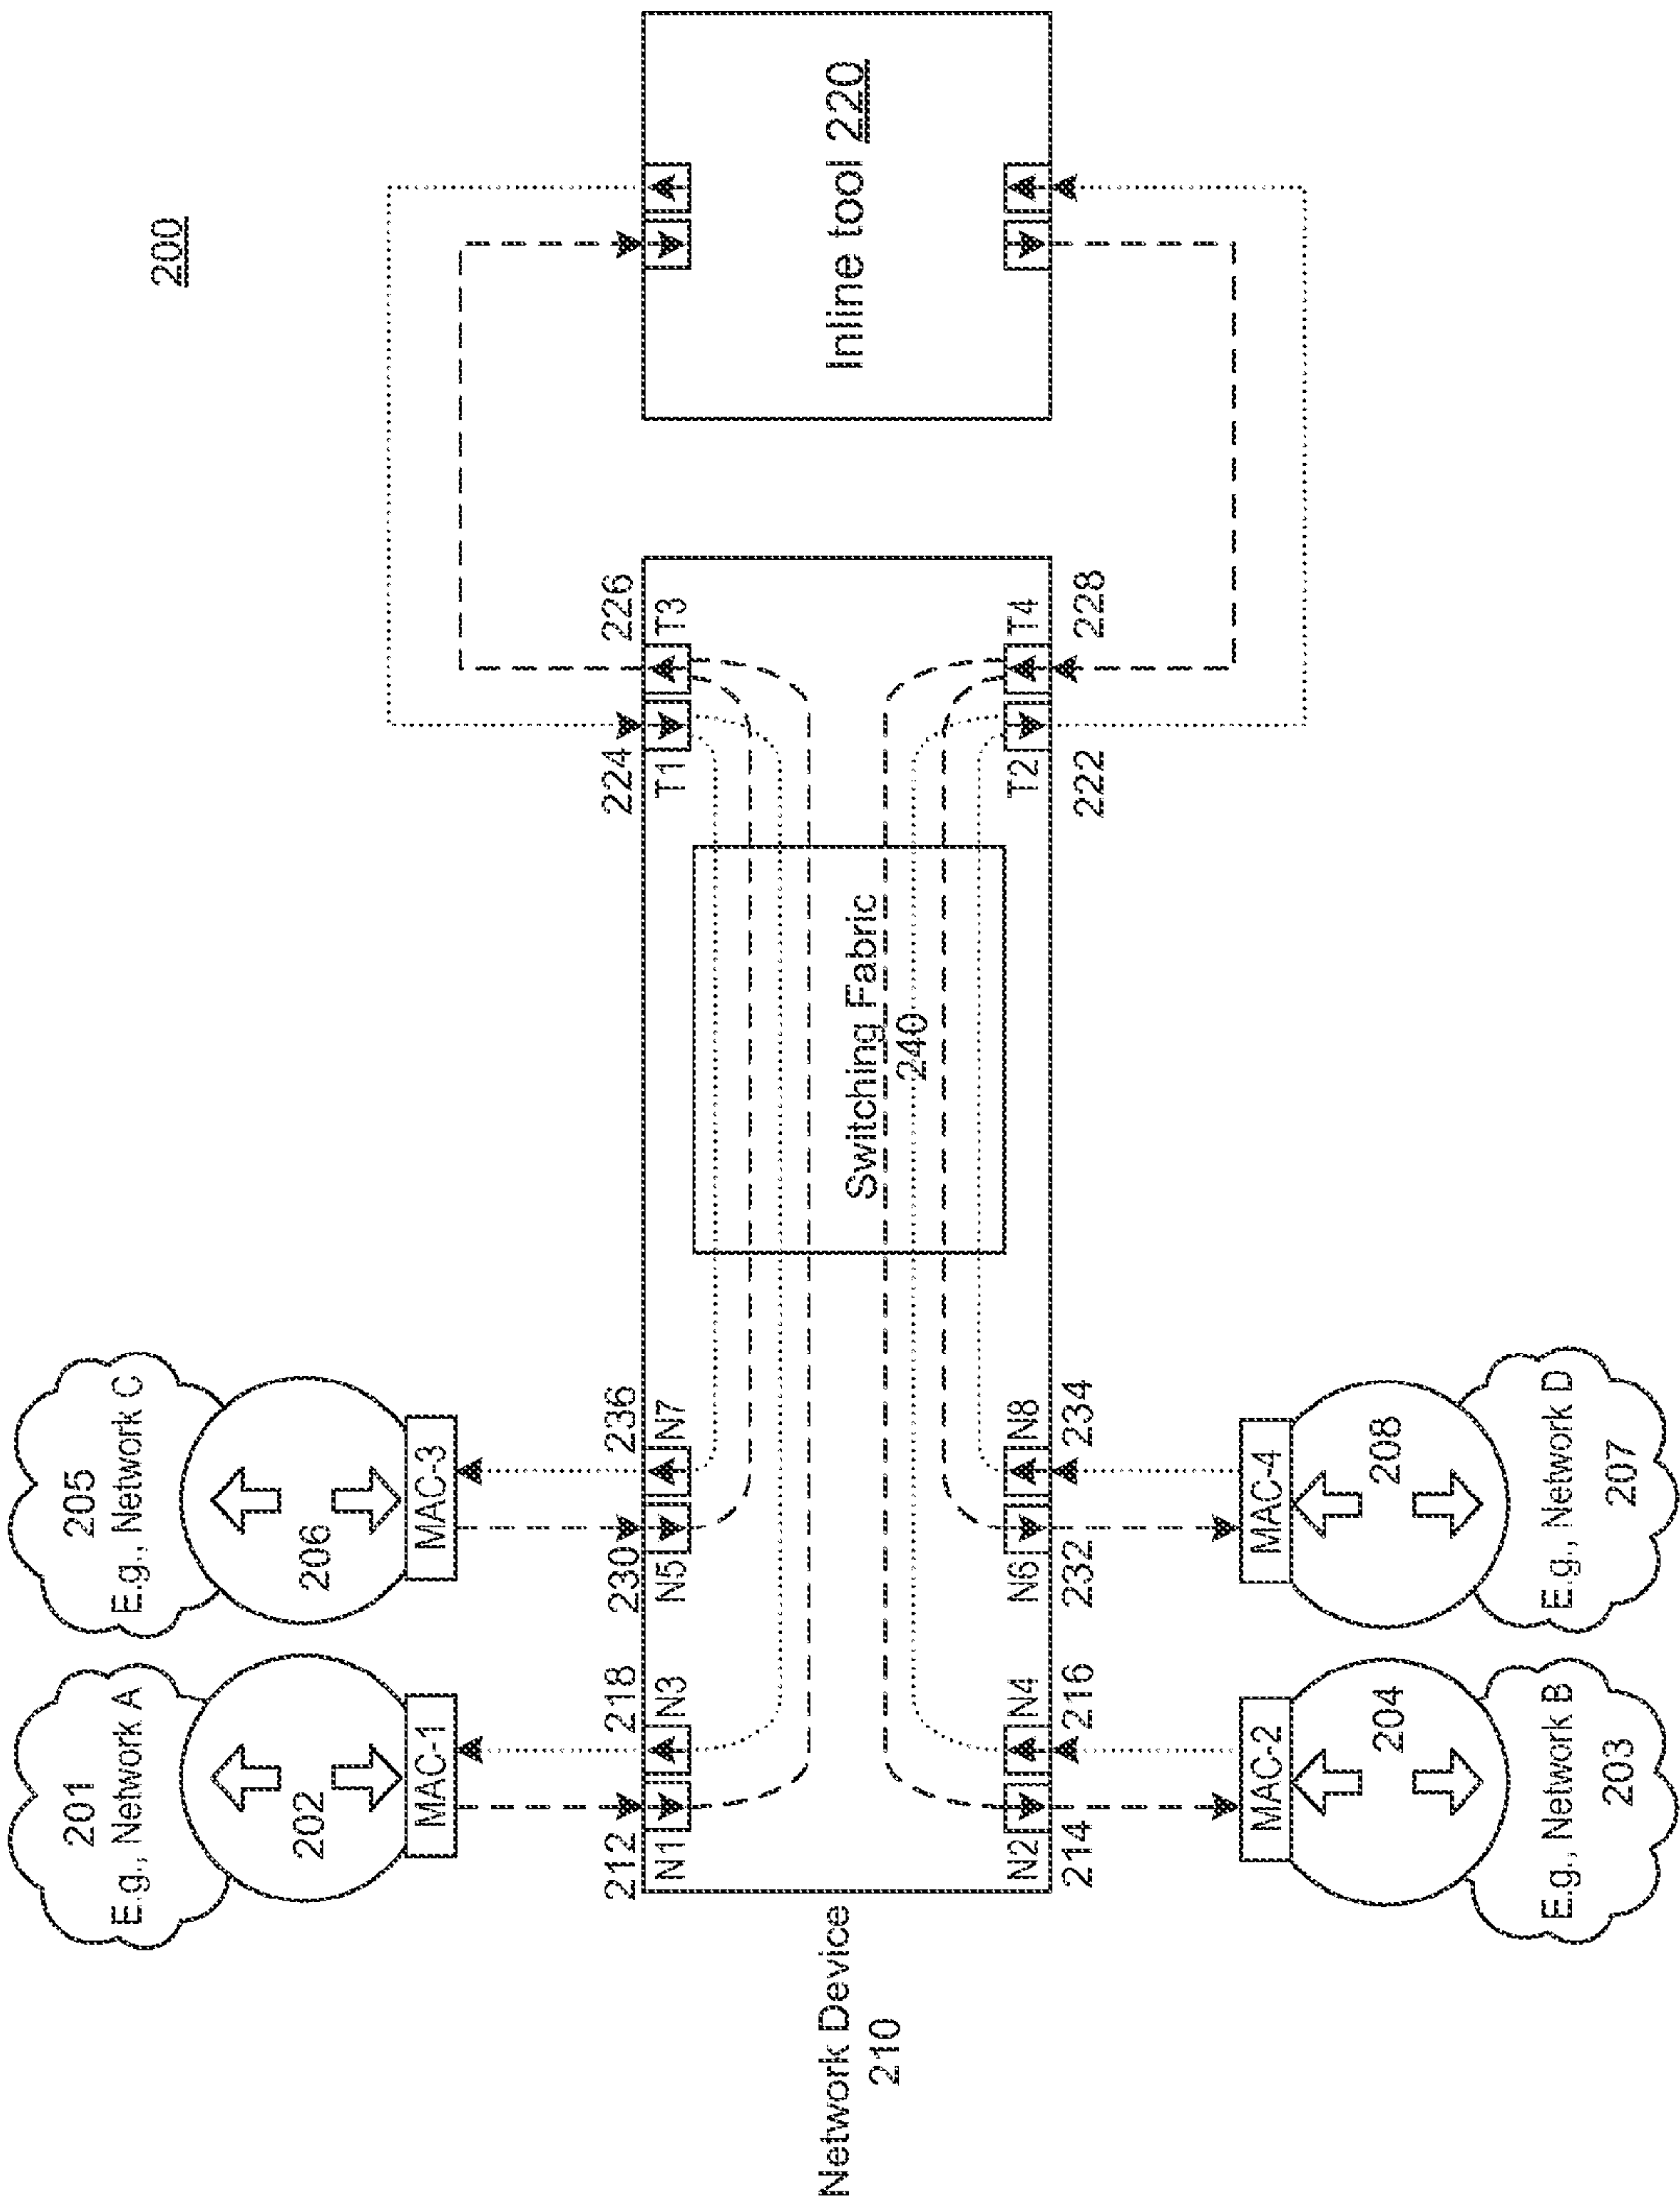 200
201
E.g., Network A
202
MAC-1
205
E.g., Network C
206
MAC-3
212
218
230
236
224
226
N1
N3
N5
N7
T1
T3
Network Device
210
Switching Fabric
240
Inline tool 220
N2
N4
N6
N8
T2
T4
214
216
232
234
222
228
MAC-2
204
E.g., Network B
203
MAC-4
208
E.g., Network D
207